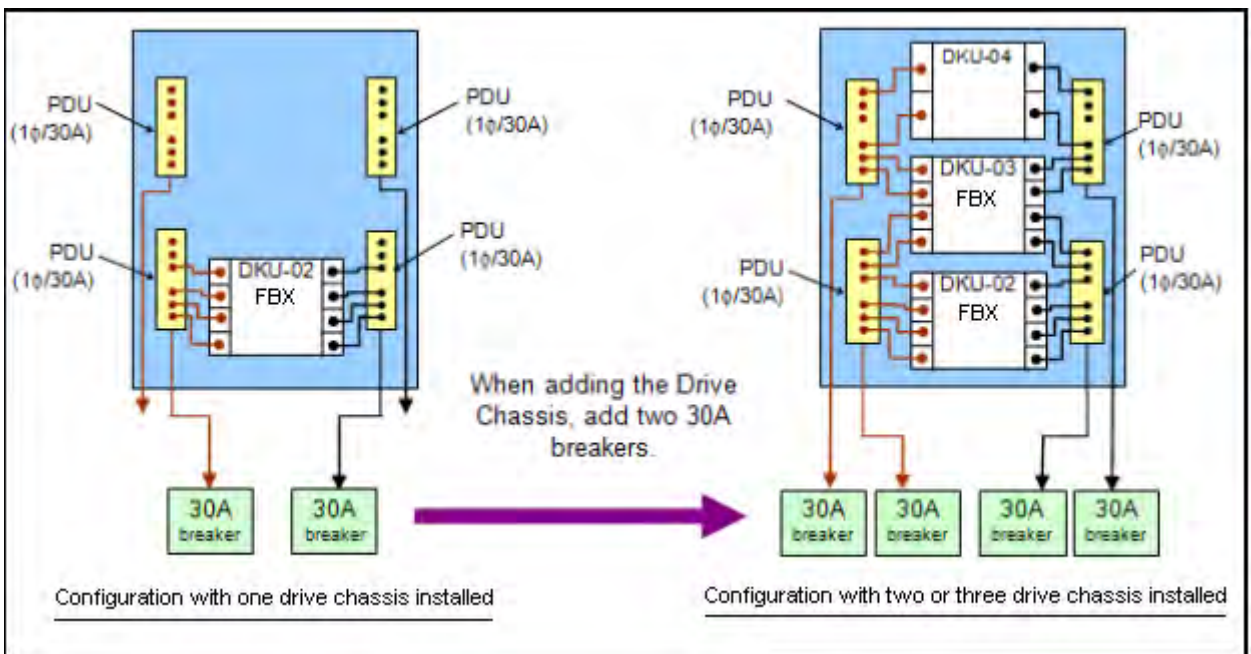 PDU
(1ϕ/30A)
PDU
(1ϕ/30A)
PDU
(1ϕ/30A)
PDU
(1ϕ/30A)
DKU-02
FBX
30A
breaker
30A
breaker
Configuration with one drive chassis installed
When adding the Drive
Chassis, add two 30A
breakers.
DKU-04
PDU
(1ϕ/30A)
PDU
(1ϕ/30A)
DKU-03
FBX
PDU
(1ϕ/30A)
PDU
(1ϕ/30A)
DKU-02
FBX
30A
breaker
30A
breaker
30A
breaker
30A
breaker
Configuration with two or three drive chassis installed